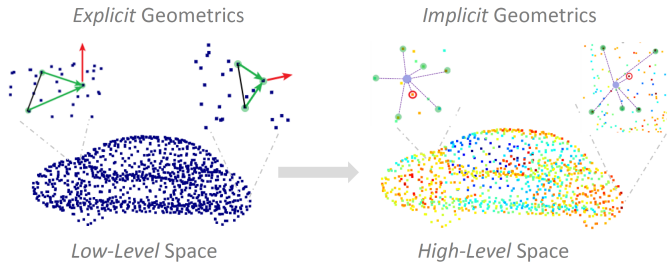 Explicit Geometrics
Implicit Geometrics
Low-Level Space
High-Level Space